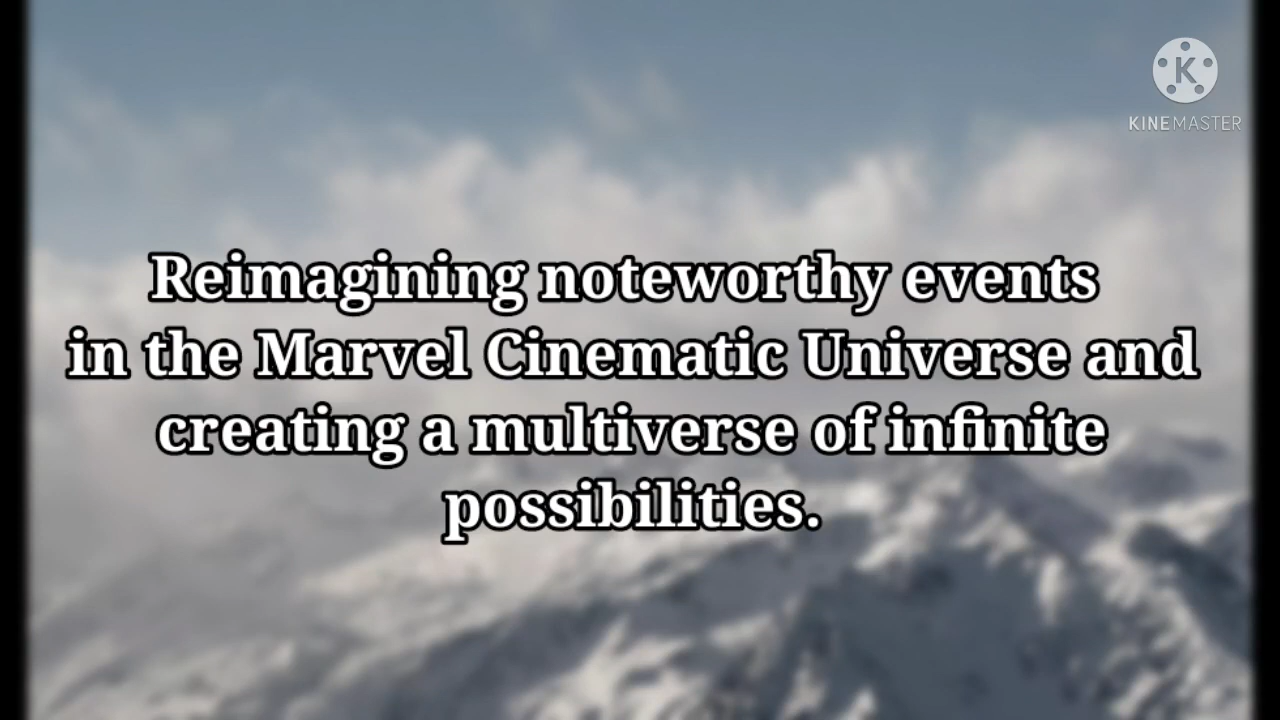 K
KINEMASTER
Reimagining noteworthy events
in the Marvel Cinematic Universe and
creating a multiverse of infinite
possibilities.